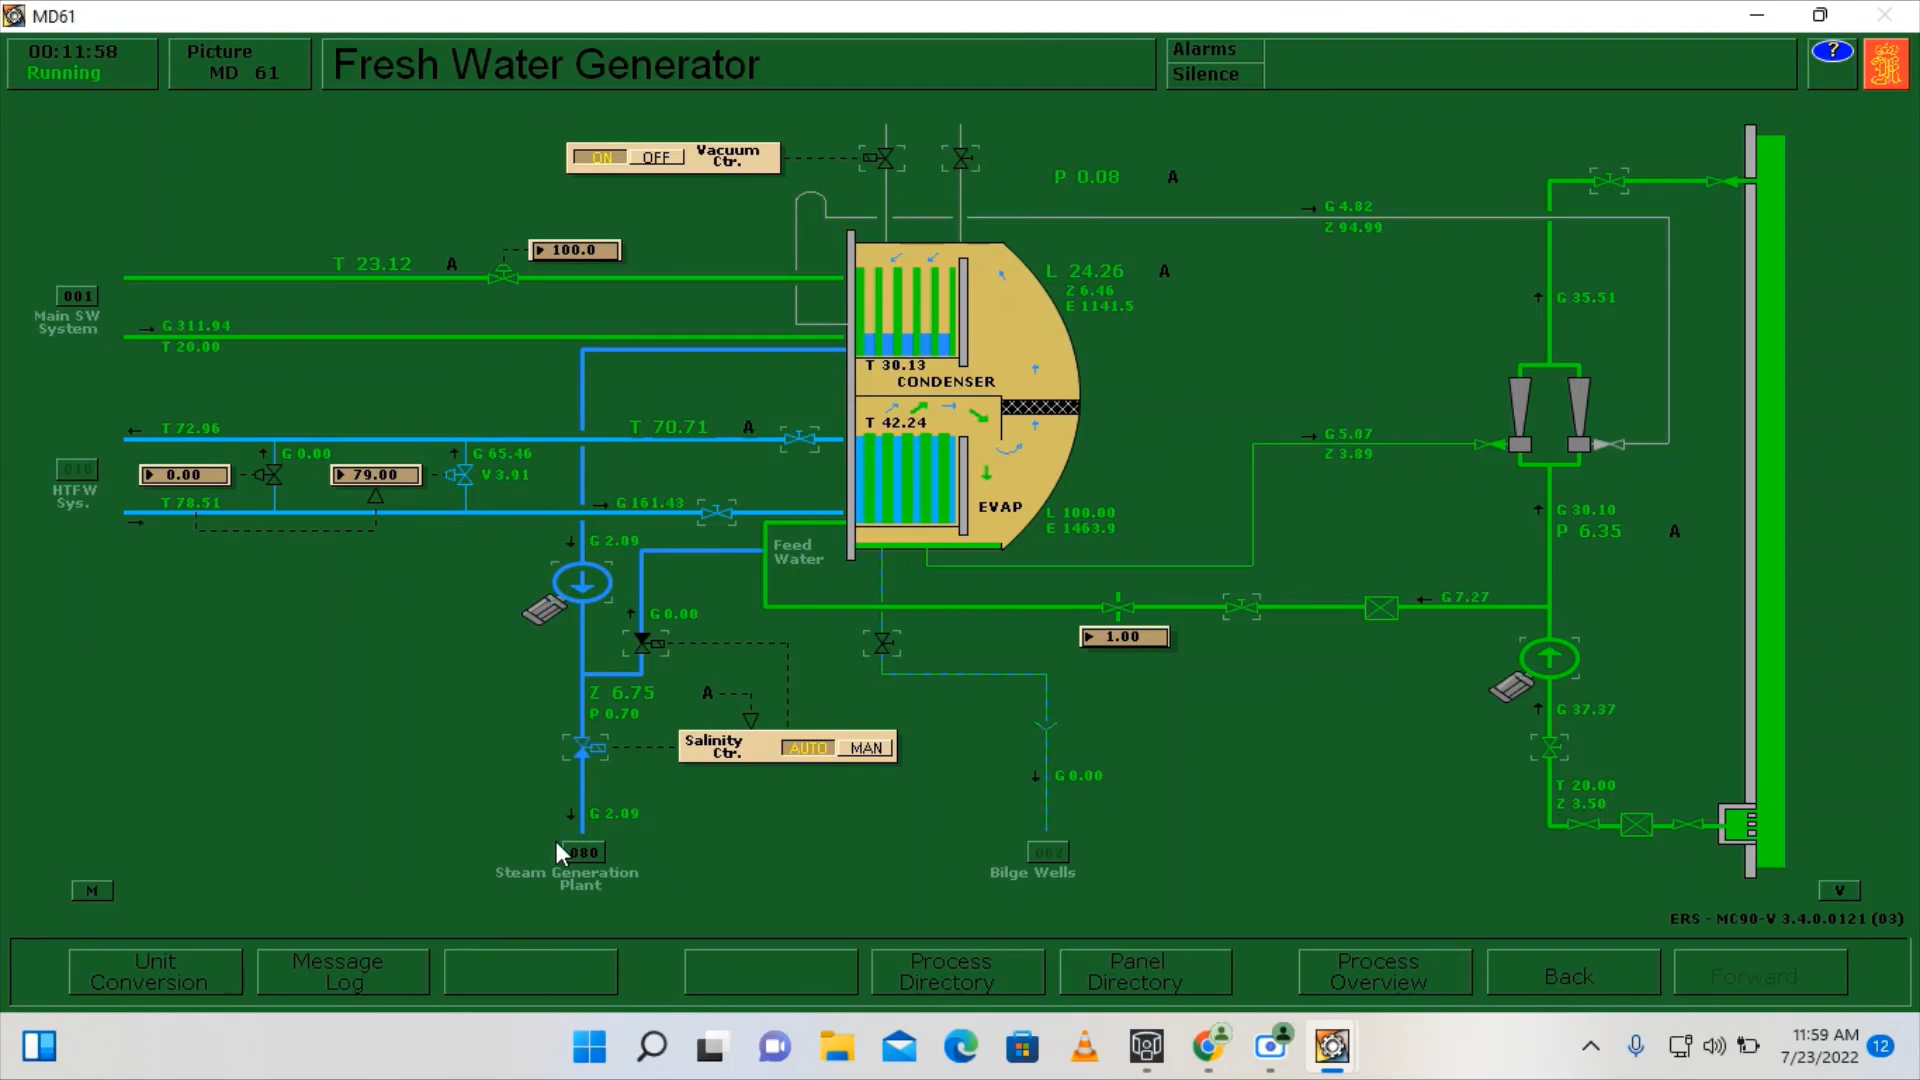 MD61
00:11:58
Running
Picture
MD 61
Fresh Water Generator
Alarms
Silence
?
ON OFF Vacuum Ctr.
P 0.08 A
G 4.82
Z 94.99
T 23.12 A
100.0
L 24.26 A
Z 6.46
E 1141.5
001
Main SW
System
G 311.94
T 20.00
G 35.51
T 30.13
CONDENSER
T 72.96
T 70.71 A
T 42.24
G 0.00
G 65.46
V 3.91
0.00
79.00
010
HTFW
Sys.
T 78.51
G 161.43
EVAP
L 100.00
E 1463.9
G 5.07
Z 3.89
G 30.10
P 6.35 A
G 2.09
Feed
Water
G 0.00
G 7.27
1.00
Z 6.75 A
P 0.70
G 37.37
Salinity Ctr. AUTO MAN
G 0.00
T 20.00
Z 3.50
G 2.09
080
Steam Generation
Plant
062
Bilge Wells
M
V
ERS - MC90-V 3.4.0.0121 (03)
Unit
Conversion
Message
Log
Process
Directory
Panel
Directory
Process
Overview
Back
Forward
11:59 AM
7/23/2022
12